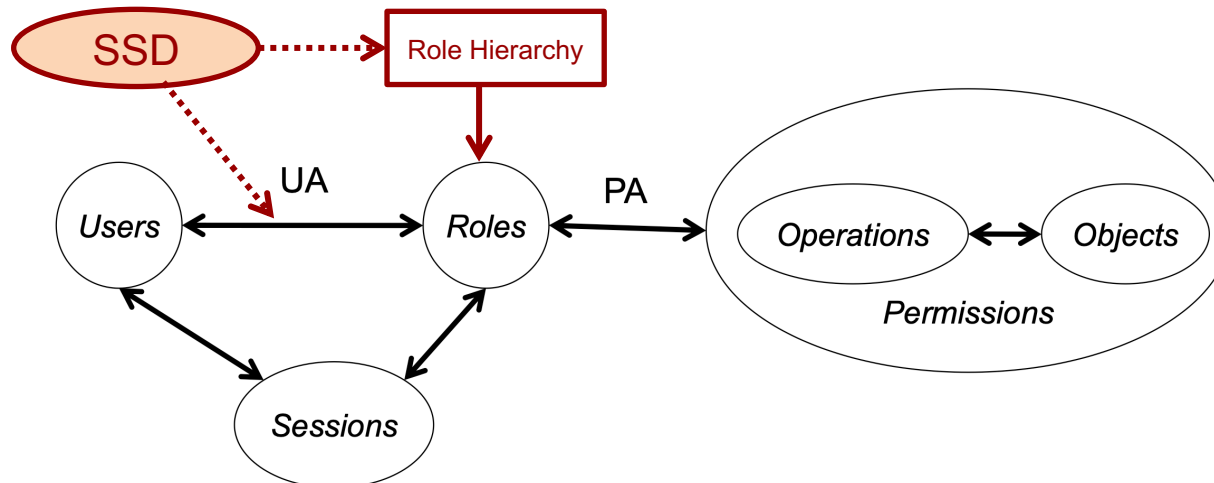 SSD
Role Hierarchy
UA
PA
Users
Roles
Operations
Objects
Permissions
Sessions